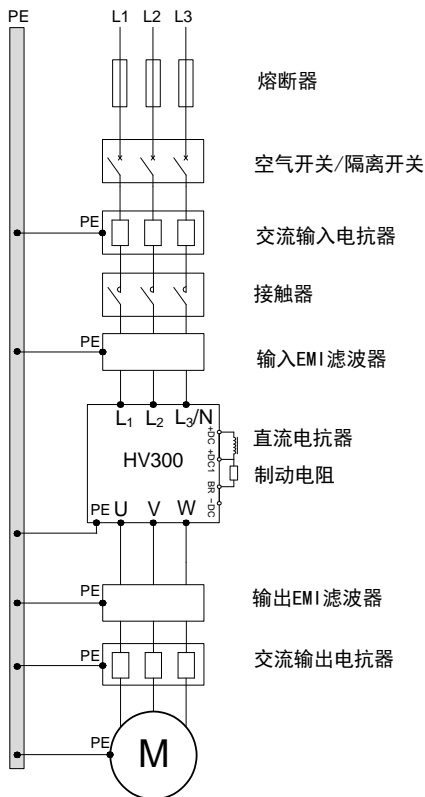 PE L1 L2 L3
熔断器
空气开关/隔离开关
PE
交流输入电抗器
接触器
PE
输入EMI滤波器
L1 L2 L3/N
+DC
+DC1
BR
-DC
HV300
直流电抗器
制动电阻
PE U V W
PE
输出EMI滤波器
PE
交流输出电抗器
PE
M